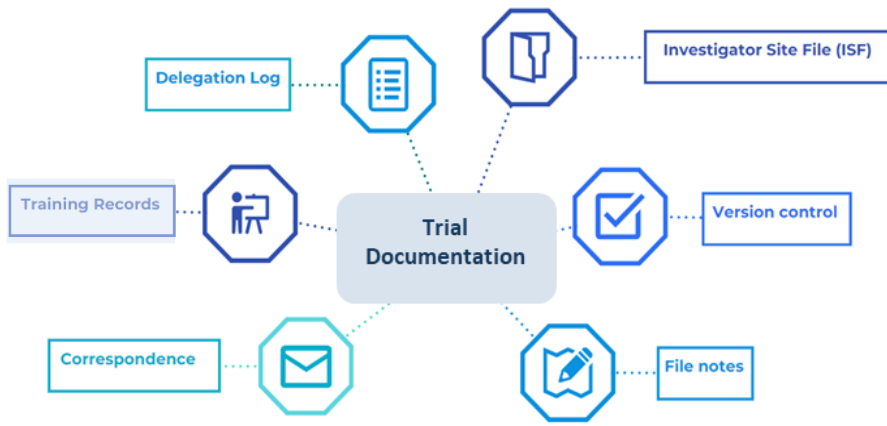 Investigator Site File (ISF)
Delegation Log
Training Records
Version control
Trial
Documentation
Correspondence
File notes